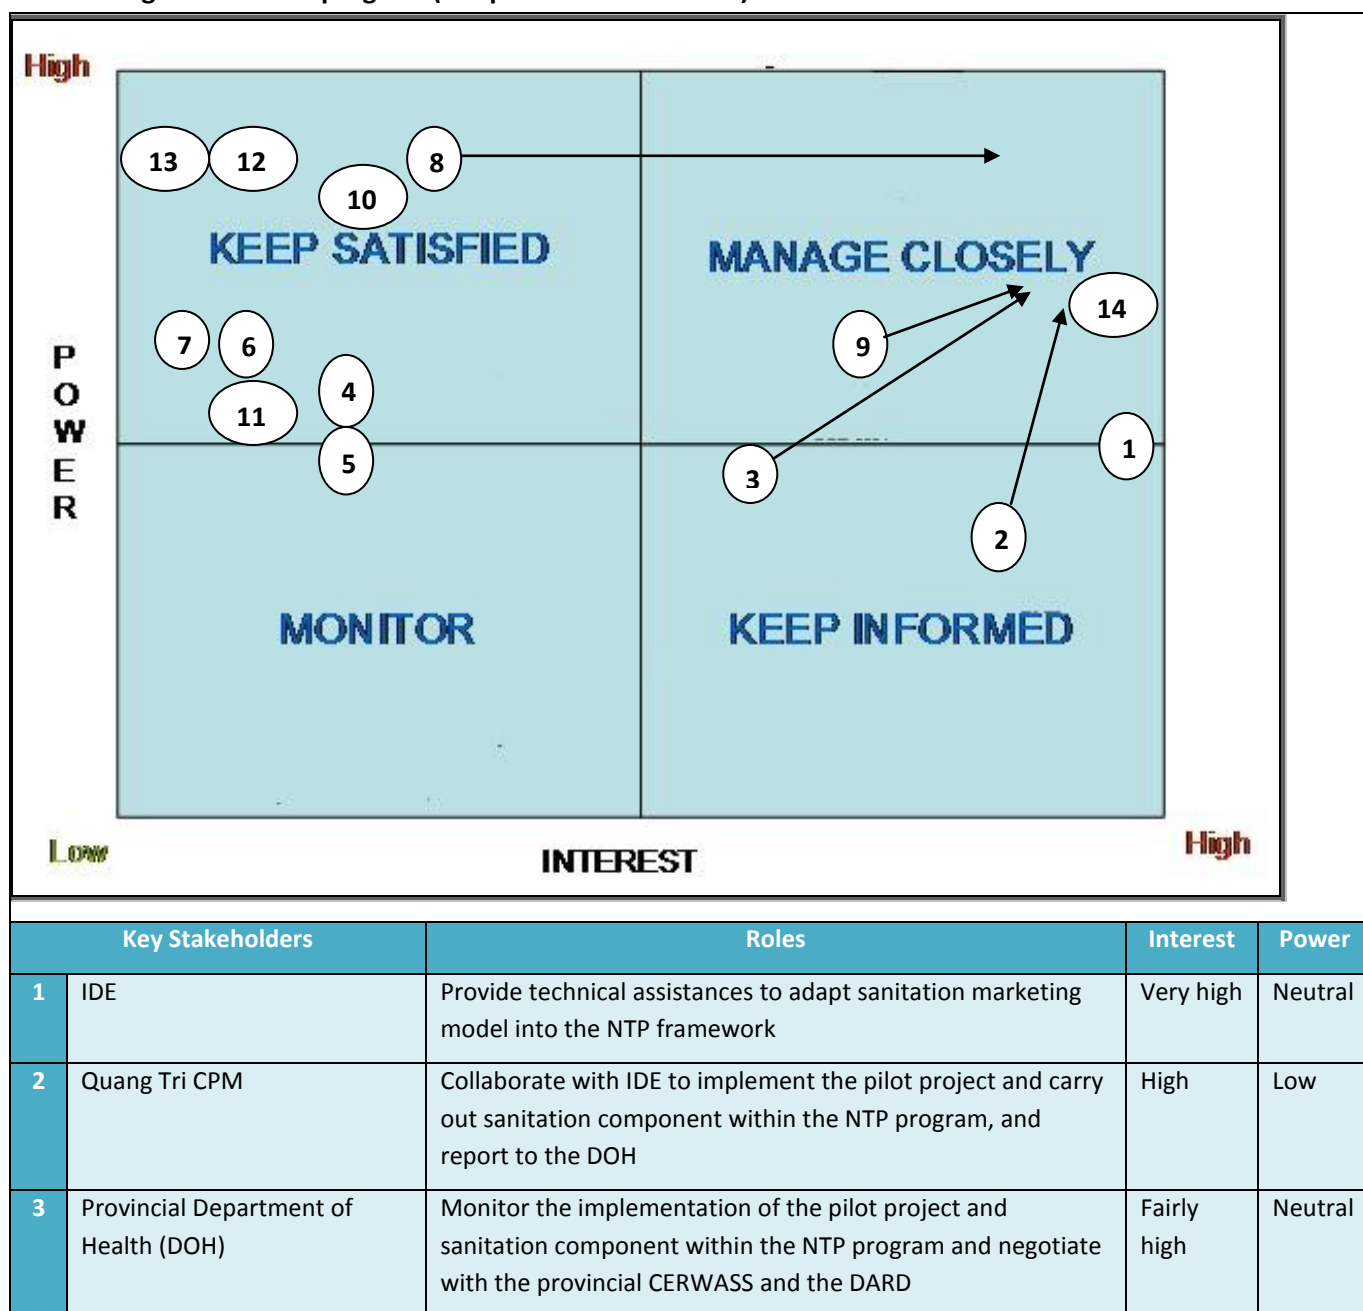 High
13
12
8
10
KEEP SATISFIED
MANAGE CLOSELY
14
7
6
9
4
11
POWER
1
5
3
2
MONITOR
KEEP INFORMED
Low
INTEREST
High
Key Stakeholders Roles Interest Power
1 IDE Provide technical assistances to adapt sanitation marketing Very high Neutral
model into the NTP framework
2 Quang Tri CPM Collaborate with IDE to implement the pilot project and carry High Low
out sanitation component within the NTP program, and
report to the DOH
3 Provincial Department of Monitor the implementation of the pilot project and Fairly Neutral
Health (DOH) sanitation component within the NTP program and negotiate high
with the provincial CERWASS and the DARD